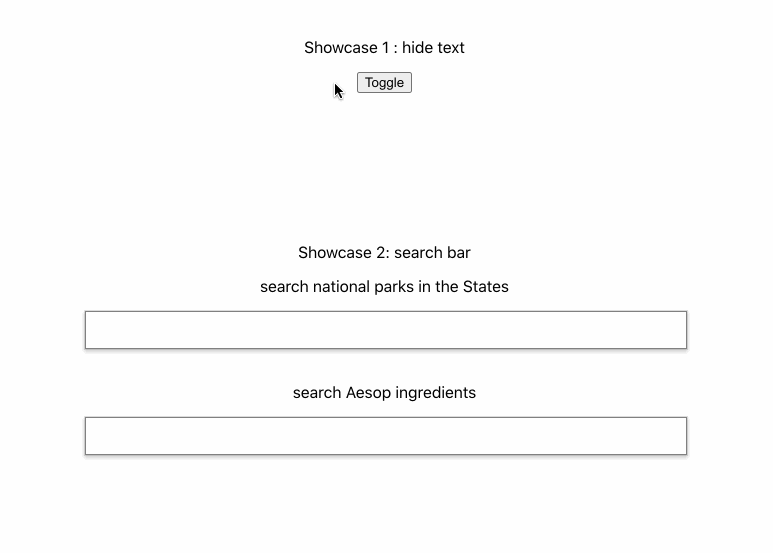 Showcase 1 : hide text
Toggle
Showcase 2: search bar
search national parks in the States
search Aesop ingredients